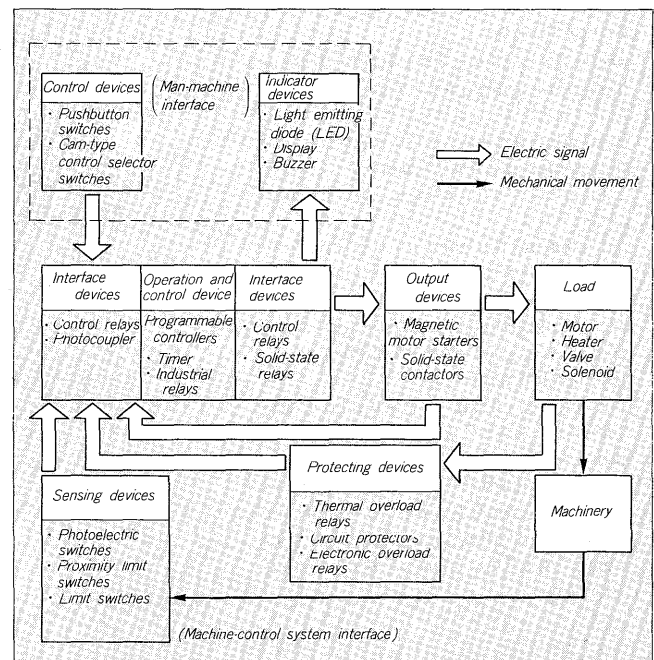 Control devices
· Pushbutton
switches
· Cam-type
control selector
switches
(Man-machine
interface)
Indicator
devices
· Light emitting
diode (LED)
· Display
· Buzzer
Electric signal
Mechanical movement
Interface
devices
· Control relays
· Photocoupler
Operation and
control device
Programmable
controllers
· Timer
· Industrial
relays
Interface
devices
· Control
relays
· Solid-state
relays
Output
devices
· Magnetic
motor starters
· Solid-state
contactors
Load
· Motor
· Heater
· Valve
· Solenoid
Sensing devices
· Photoelectric
switches
· Proximity limit
switches
· Limit switches
Protecting devices
· Thermal overload
relays
· Circuit protectors
· Electronic overload
relays
Machinery
(Machine-control system interface)